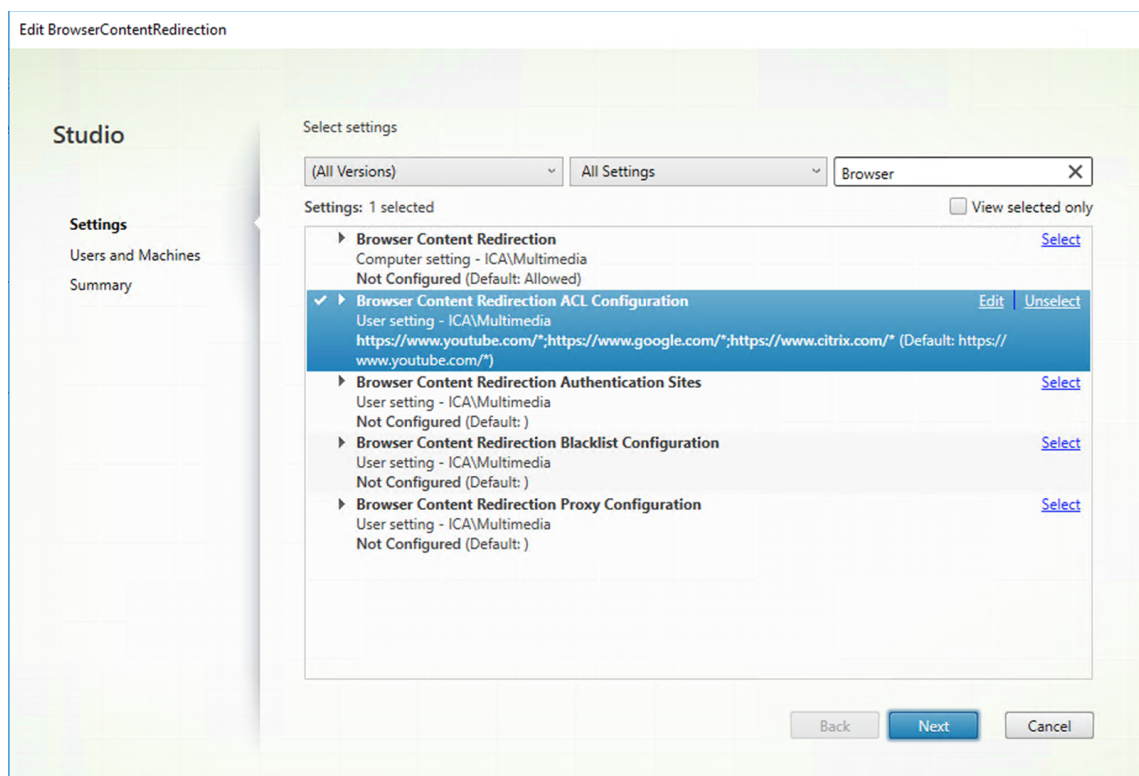 Edit BrowserContentRedirection
Studio
Settings
Users and Machines
Summary
Select settings
(All Versions)
All Settings
Browser
Settings: 1 selected
View selected only
Browser Content Redirection
Select
Computer setting - ICA\Multimedia
Not Configured (Default: Allowed)
Browser Content Redirection ACL Configuration
Edit
Unselect
User setting - ICA\Multimedia
https://www.youtube.com/*;https://www.google.com/*;https://www.citrix.com/* (Default: https://
www.youtube.com/*)
Browser Content Redirection Authentication Sites
Select
User setting - ICA\Multimedia
Not Configured (Default: )
Browser Content Redirection Blacklist Configuration
Select
User setting - ICA\Multimedia
Not Configured (Default: )
Browser Content Redirection Proxy Configuration
Select
User setting - ICA\Multimedia
Not Configured (Default: )
Back
Next
Cancel